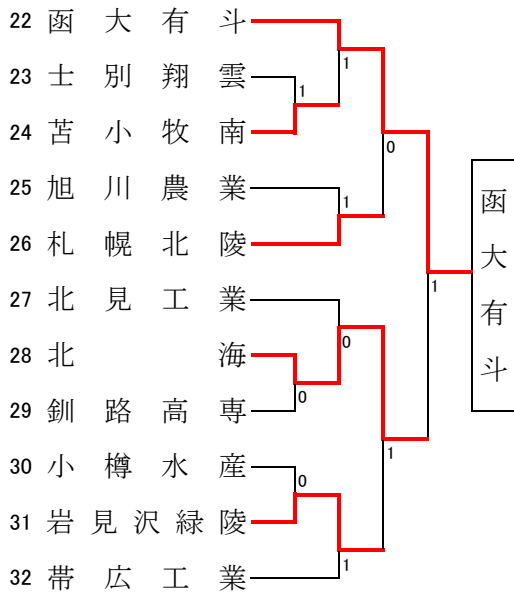 22 函大有斗
1
23 士別翔雲
1
24 苫小牧南
0
25 旭川農業
1
26 札幌北陵
函大有斗
1
27 北見工業
0
28 北海
0
29 釧路高専
1
30 小樽水産
0
31 岩見沢緑陵
1
32 帯広工業